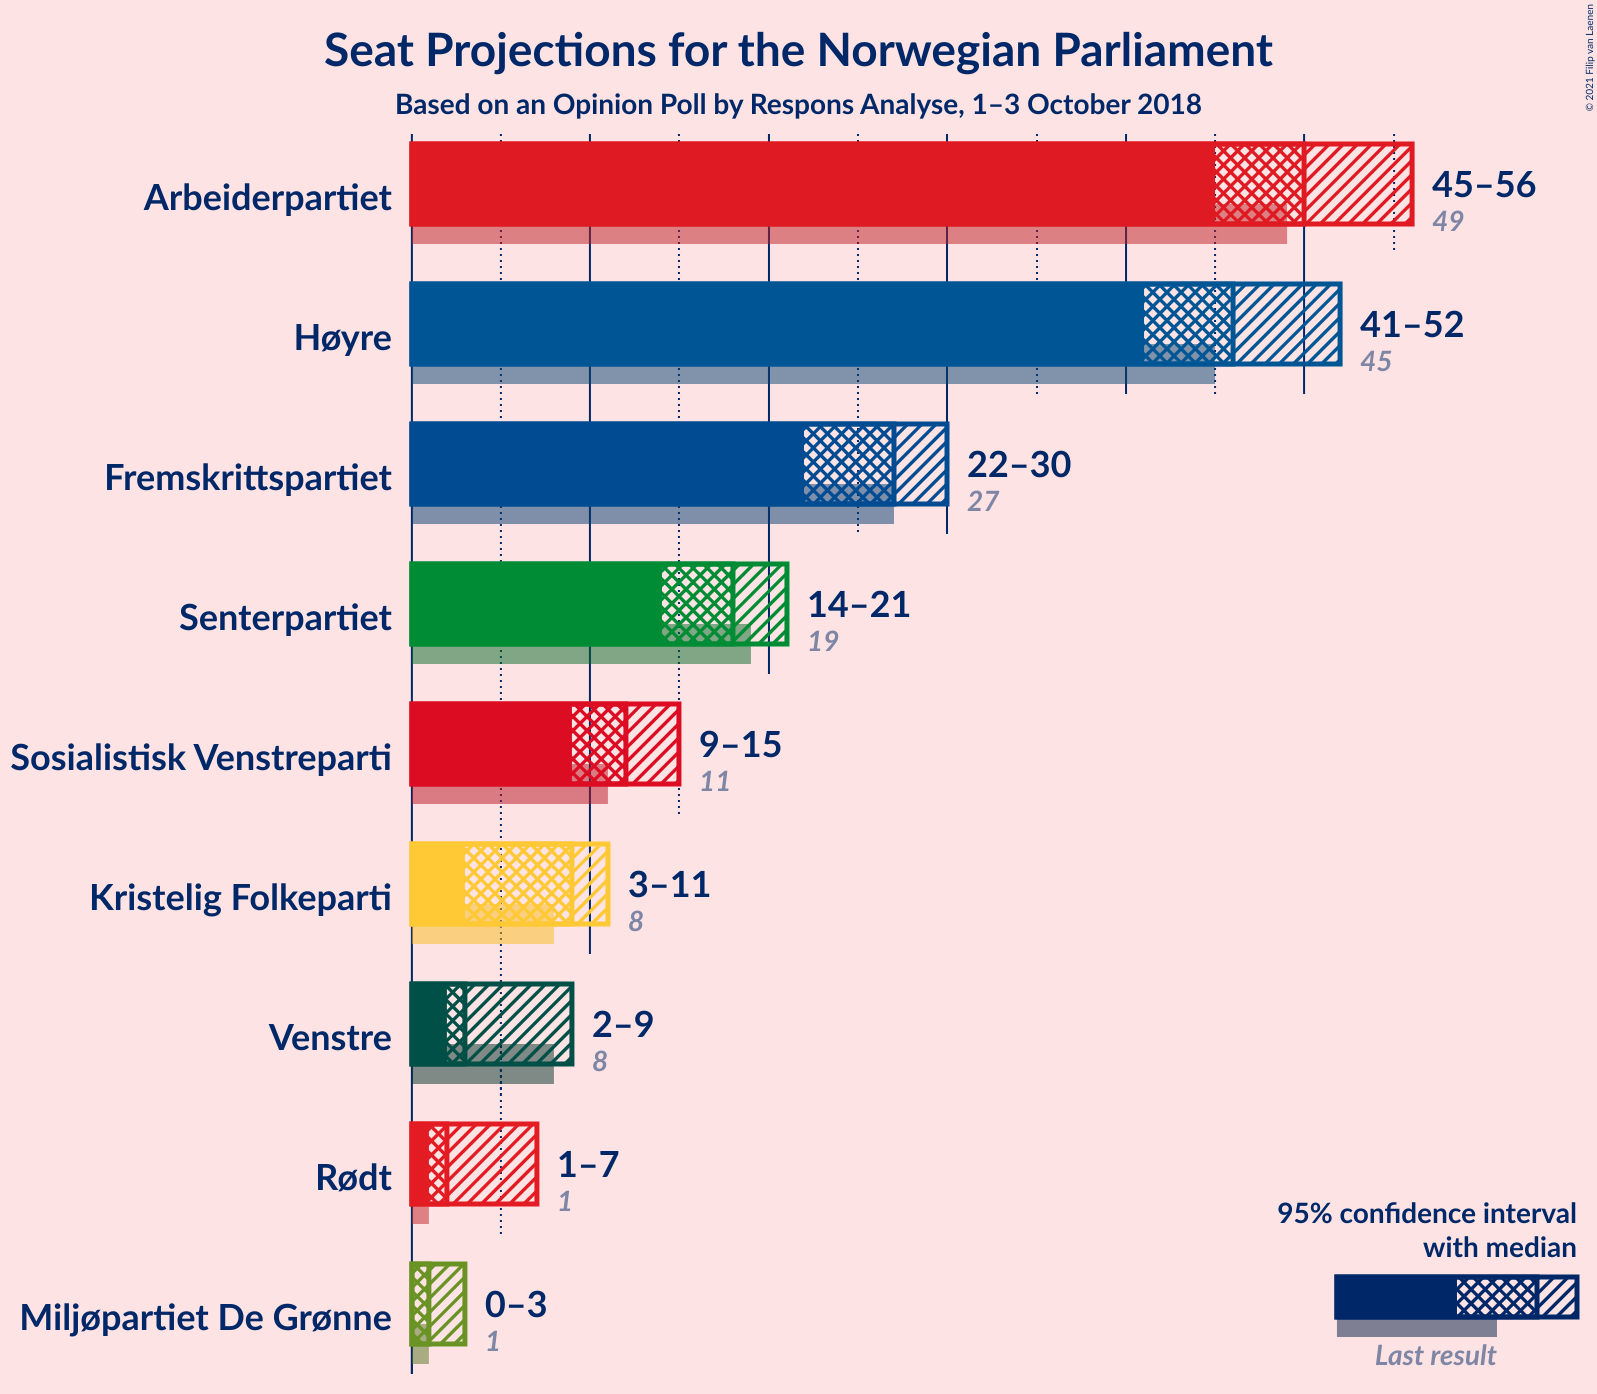 Seat Projections for the Norwegian Parliament
Based on an Opinion Poll by Respons Analyse, 1–3 October 2018
© 2021 Filip van Laenen
Arbeiderpartiet
45–56
49
Høyre
41–52
45
Fremskrittspartiet
22–30
27
Senterpartiet
14–21
19
Sosialistisk Venstreparti
9–15
11
Kristelig Folkeparti
3–11
8
Venstre
2–9
8
Rødt
1–7
1
Miljøpartiet De Grønne
0–3
1
95% confidence interval
with median
Last result